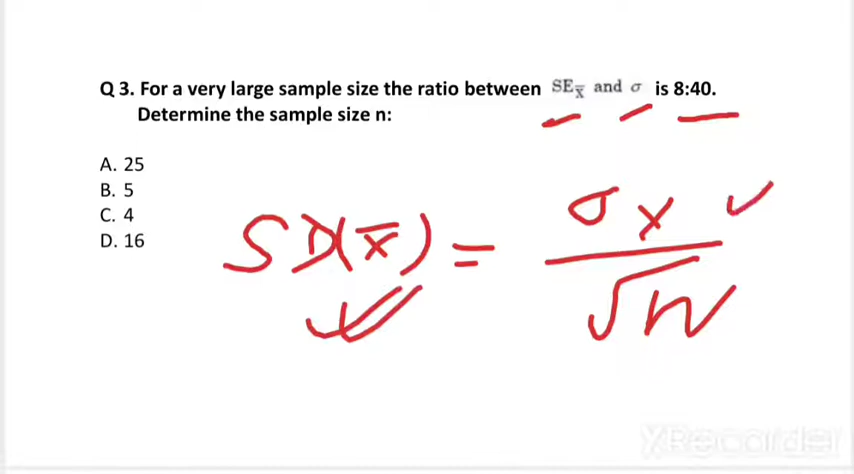 Q 3. For a very large sample size the ratio between SE_x̅ and σ is 8:40.
Determine the sample size n:
A. 25
B. 5
C. 4
D. 16
SD(x̅) = σx / √n
XRecorder